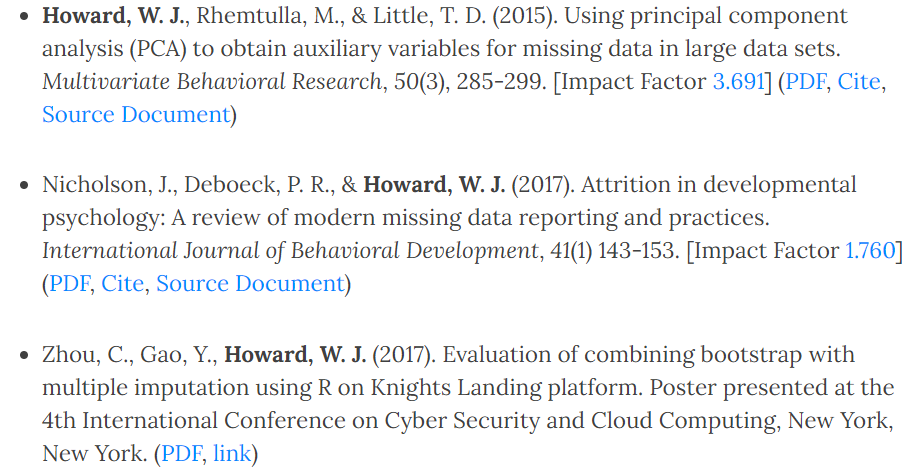 • Howard, W. J., Rhemtulla, M., & Little, T. D. (2015). Using principal component
analysis (PCA) to obtain auxiliary variables for missing data in large data sets.
Multivariate Behavioral Research, 50(3), 285-299. [Impact Factor 3.691] (PDF, Cite,
Source Document)
• Nicholson, J., Deboeck, P. R., & Howard, W. J. (2017). Attrition in developmental
psychology: A review of modern missing data reporting and practices.
International Journal of Behavioral Development, 41(1) 143-153. [Impact Factor 1.760]
(PDF, Cite, Source Document)
• Zhou, C., Gao, Y., Howard, W. J. (2017). Evaluation of combining bootstrap with
multiple imputation using R on Knights Landing platform. Poster presented at the
4th International Conference on Cyber Security and Cloud Computing, New York,
New York. (PDF, link)